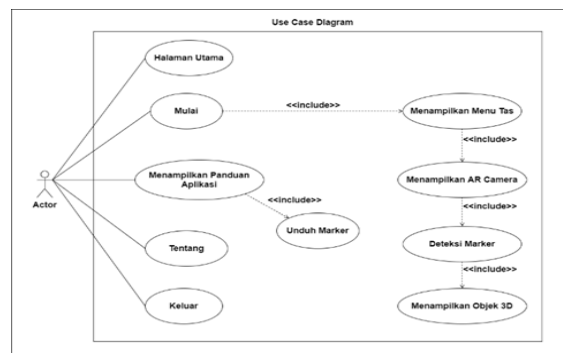 Use Case Diagram
Halaman Utama
Mulai
<<include>>
Menampilkan Menu Tas
<<include>>
Menampilkan Panduan
Aplikasi
<<include>>
Menampilkan AR Camera
<<include>>
Actor
Unduh Marker
Tentang
Deteksi Marker
<<include>>
Keluar
Menampilkan Objek 3D